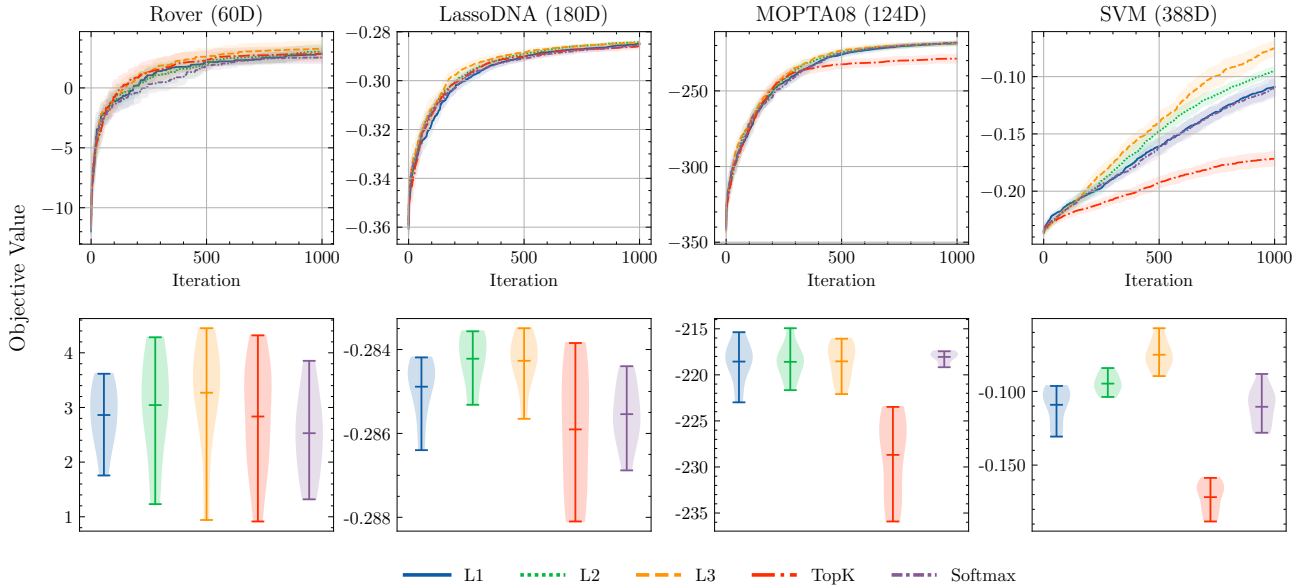 Rover (60D) LassoDNA (180D) MOPTA08 (124D) SVM (388D)
Objective Value
0
−5
−10
0 500 1000
Iteration
−0.28
−0.30
−0.32
−0.34
−0.36
0 500 1000
Iteration
−250
−300
−350
0 500 1000
Iteration
−0.10
−0.15
−0.20
0 500 1000
Iteration
4
3
2
1
-0.284
-0.286
-0.288
-215
-220
-225
-230
-235
-0.100
-0.150
L1 L2 L3 TopK Softmax